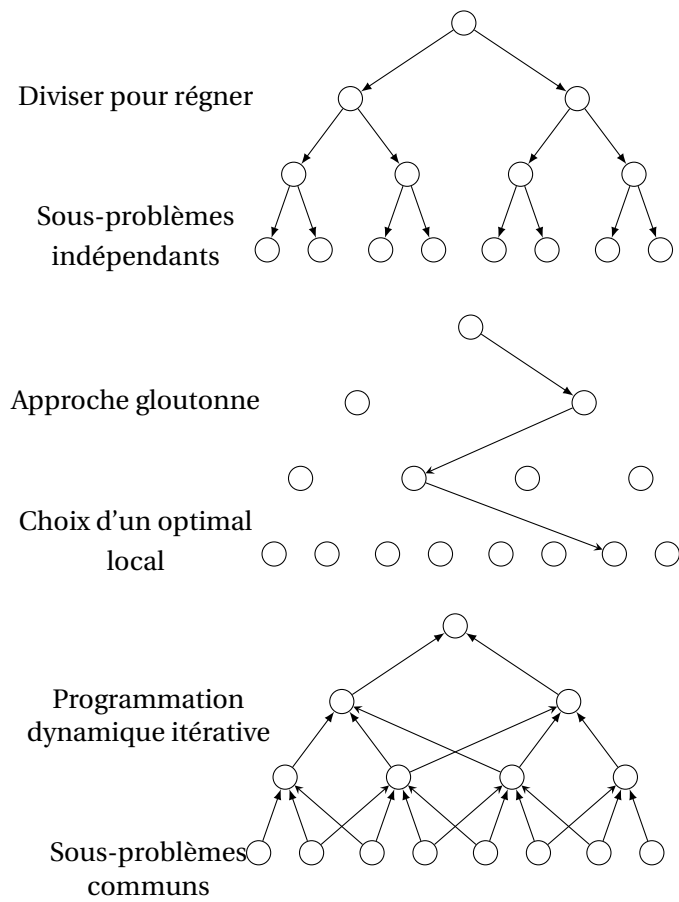 Diviser pour régner
Sous-problèmes
indépendants
Approche gloutonne
Choix d'un optimal
local
Programmation
dynamique itérative
Sous-problèmes
communs